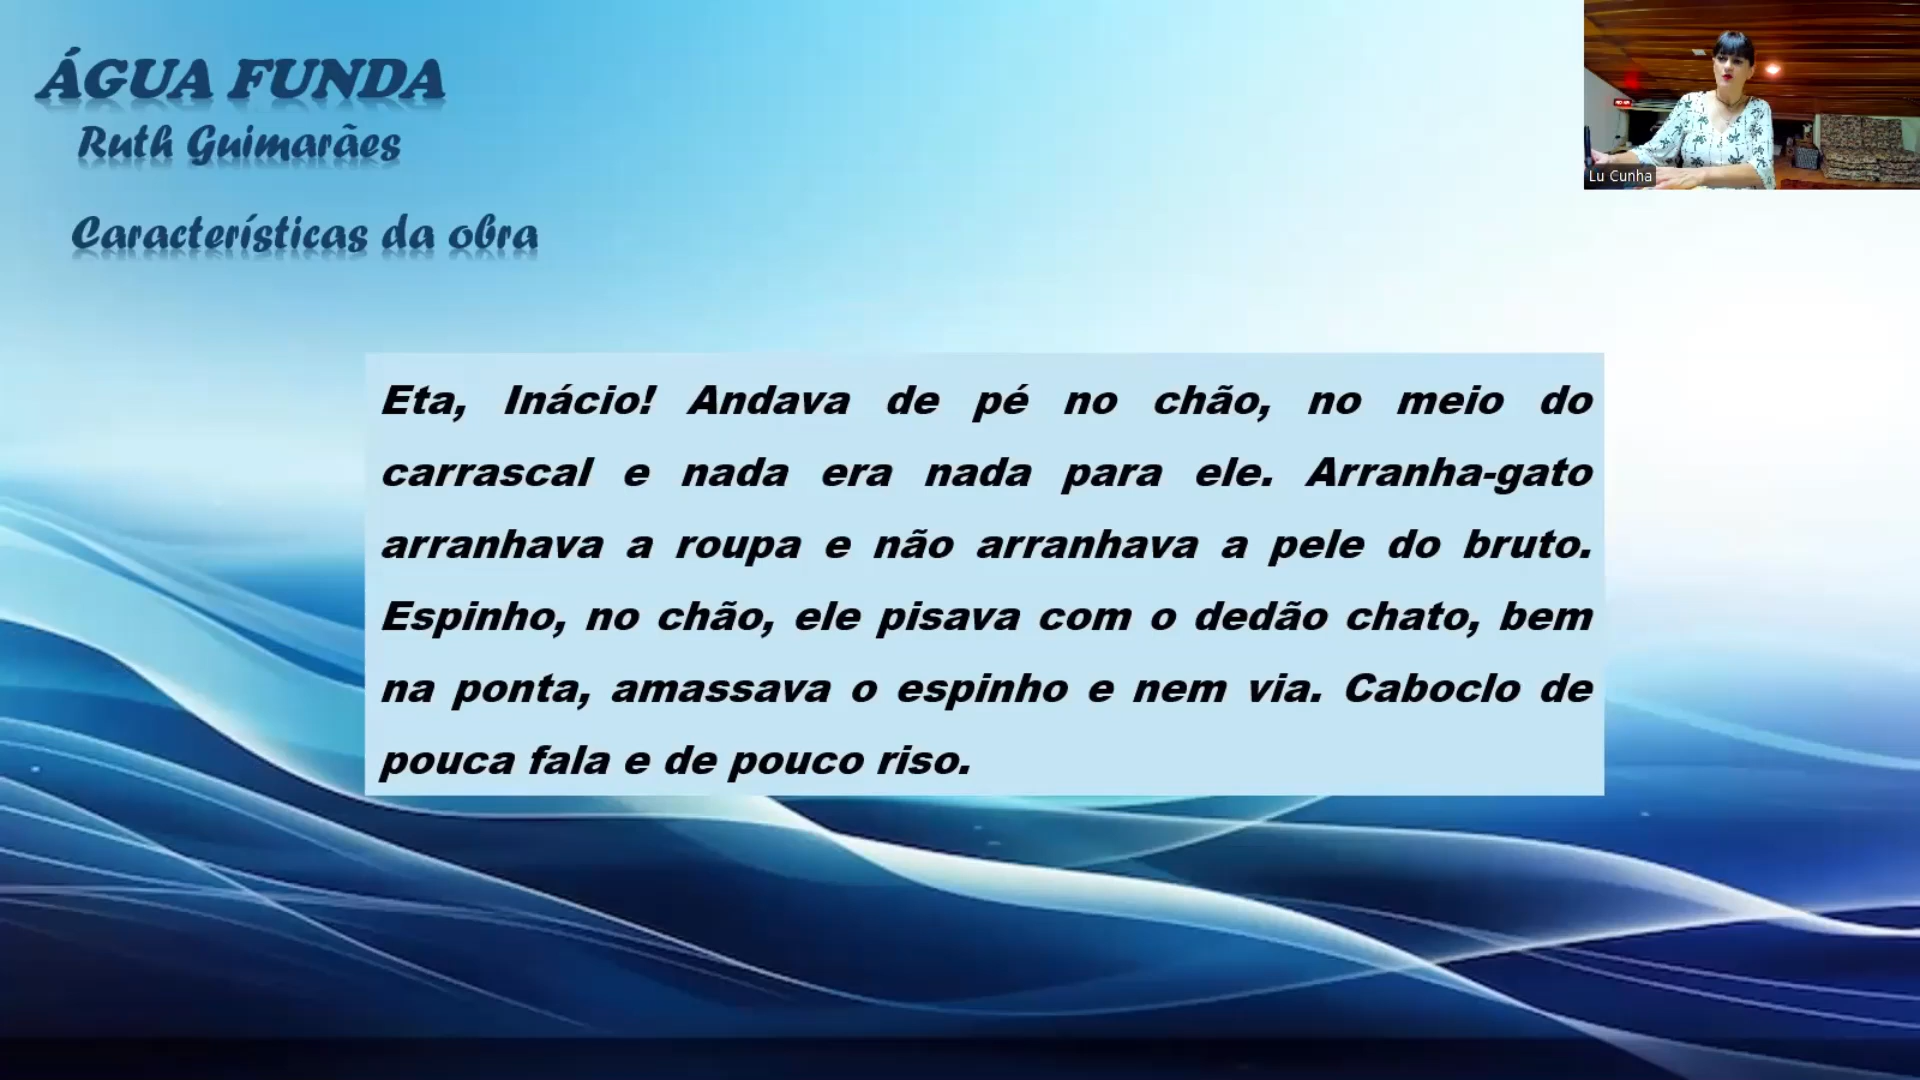 ÁGUA FUNDA
Ruth Guimarães
Características da obra
Lu Cunha
Eta, Inácio! Andava de pé no chão, no meio do
carrascal e nada era nada para ele. Arranha-gato
arranhava a roupa e não arranhava a pele do bruto.
Espinho, no chão, ele pisava com o dedão chato, bem
na ponta, amassava o espinho e nem via. Caboclo de
pouca fala e de pouco riso.